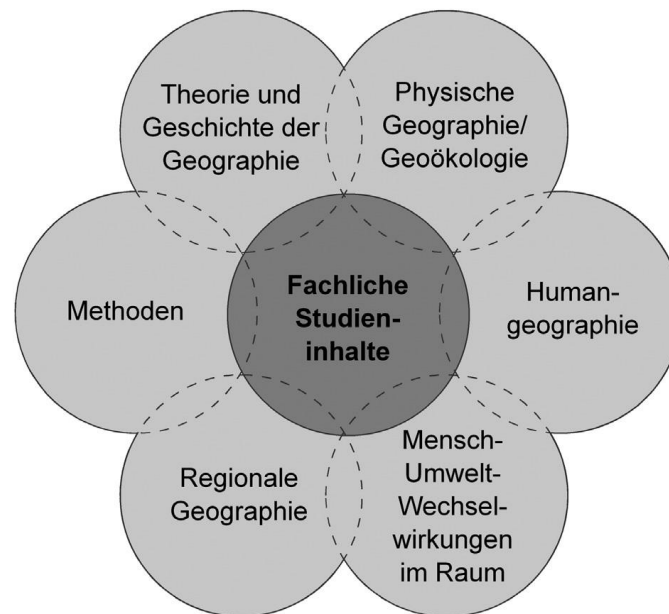 Theorie und
Geschichte der
Geographie
Physische
Geographie/
Geoökologie
Methoden
Fachliche
Studien-
inhalte
Human-
geographie
Regionale
Geographie
Mensch-
Umwelt-
Wechsel-
wirkungen
im Raum